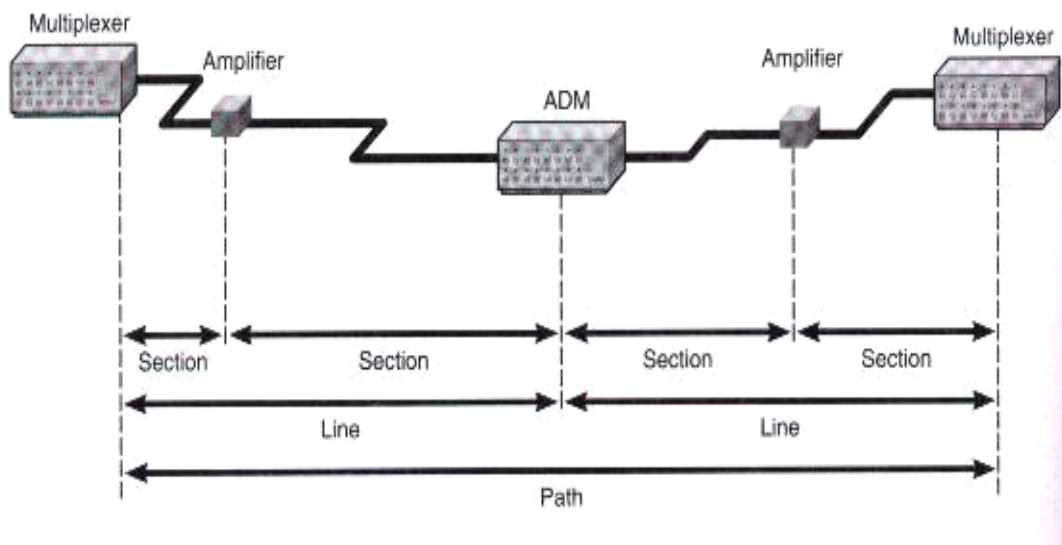 Multiplexer
Amplifier
ADM
Amplifier
Multiplexer
Section
Section
Section
Section
Line
Line
Path